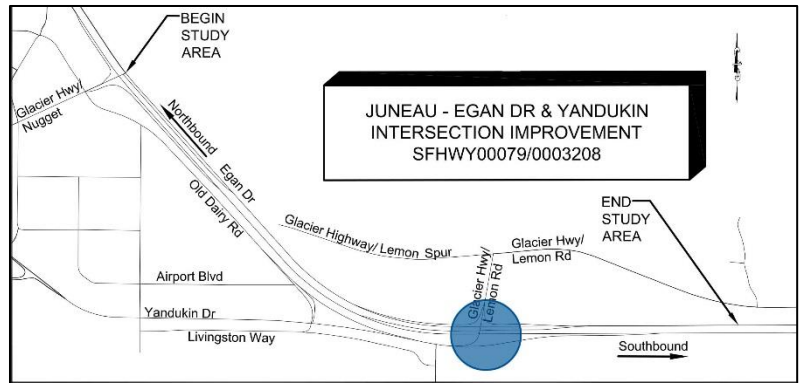 BEGIN
STUDY
AREA
Glacier Hwy/
Nugget
Northbound
Egan Dr
Old Dairy Rd
JUNEAU - EGAN DR & YANDUKIN
INTERSECTION IMPROVEMENT
SFHWY00079/0003208
END
STUDY
AREA
Glacier Highway/ Lemon Spur
Glacier Hwy/
Lemon Rd
Glacier Hwy/
Lemon Rd
Airport Blvd
Yandukin Dr
Livingston Way
Southbound